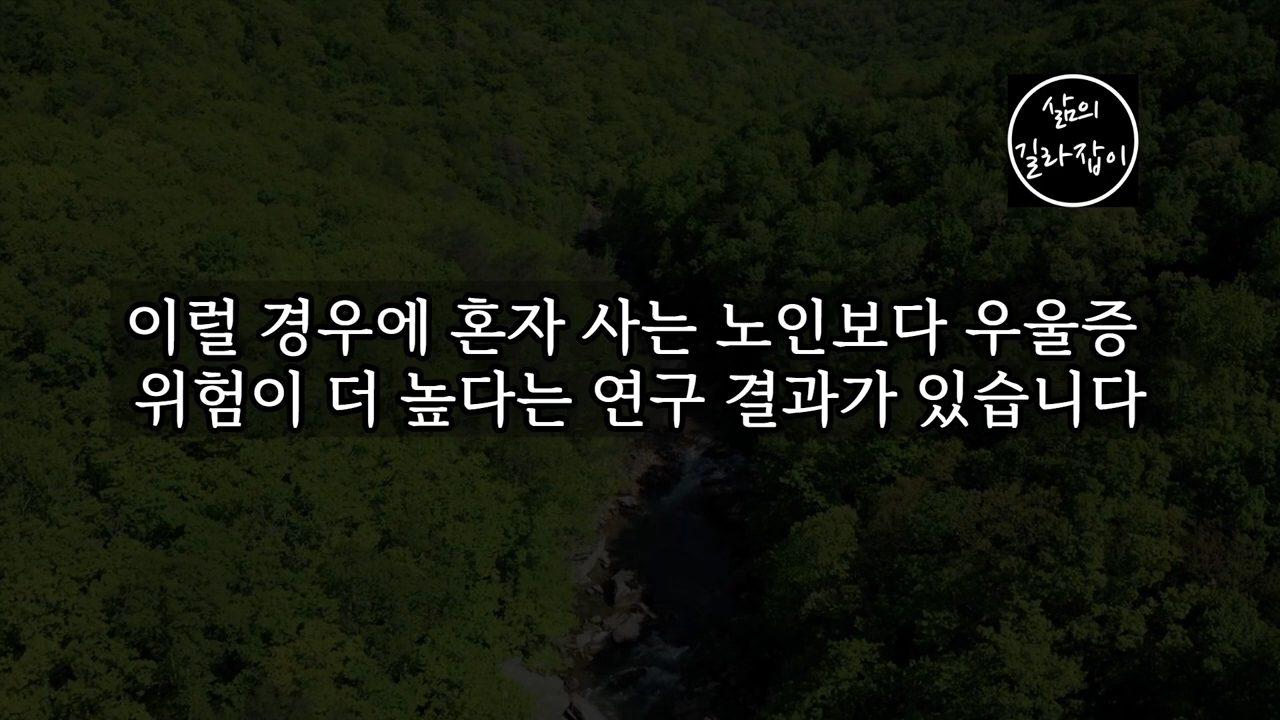 삶의
길라잡이
이럴 경우에 혼자 사는 노인보다 우울증
위험이 더 높다는 연구 결과가 있습니다